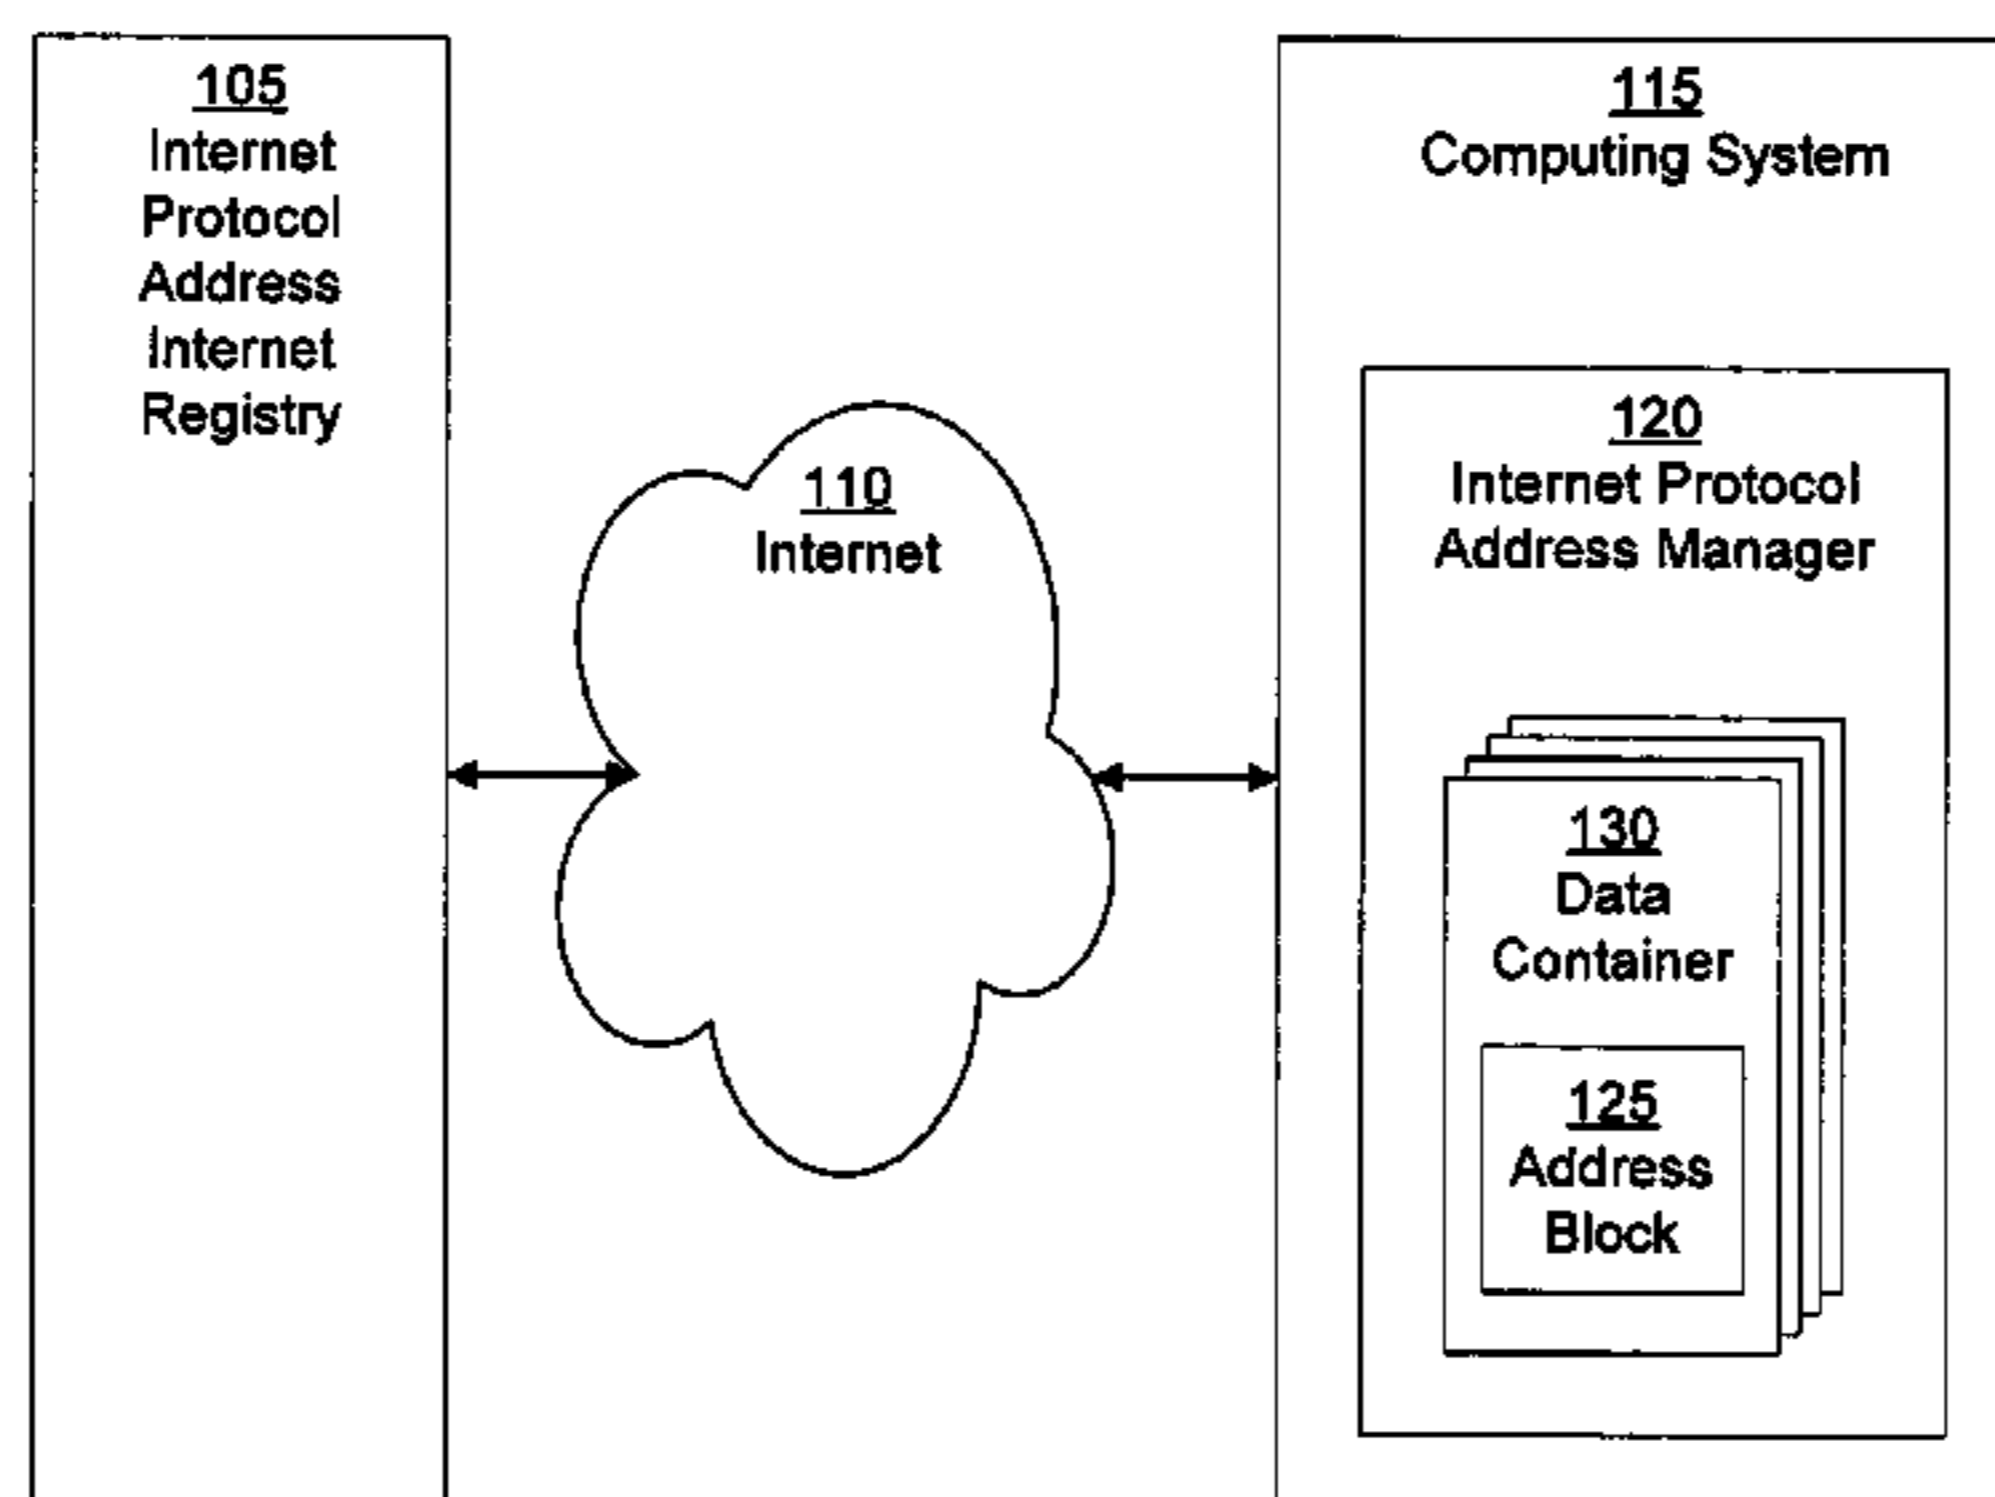 105
Internet
Protocol
Address
Internet
Registry
110
Internet
115
Computing System
120
Internet Protocol
Address Manager
130
Data
Container
125
Address
Block